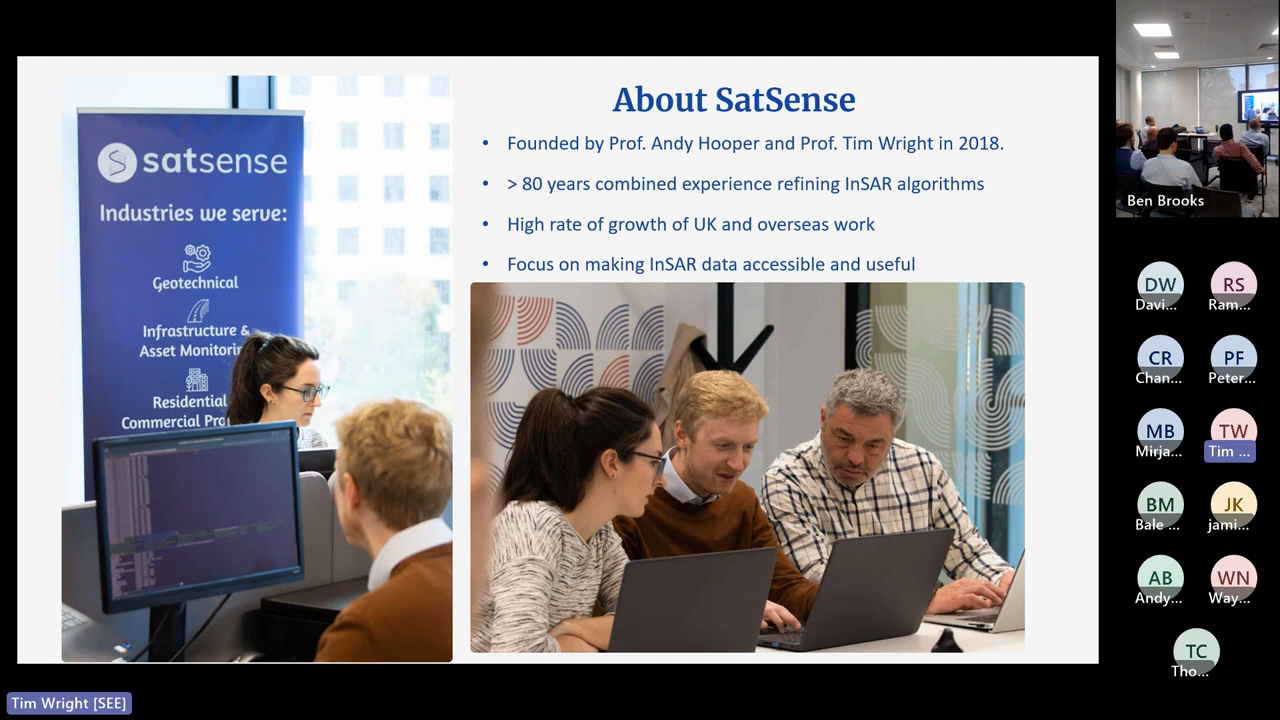 satsense
Industries we serve:
Geotechnical
Infrastructure &
Asset Monitorin
Residential
Commercial Pro
About SatSense
• Founded by Prof. Andy Hooper and Prof. Tim Wright in 2018.
• > 80 years combined experience refining InSAR algorithms
• High rate of growth of UK and overseas work
• Focus on making InSAR data accessible and useful
Ben Brooks
DW
Davi...
RS
Ram...
CR
Chan...
PF
Peter...
MB
Mirja...
TW
Tim ...
BM
Bale ...
JK
jami...
AB
Andy...
WN
Way...
TC
Tho...
Tim Wright [SEE]